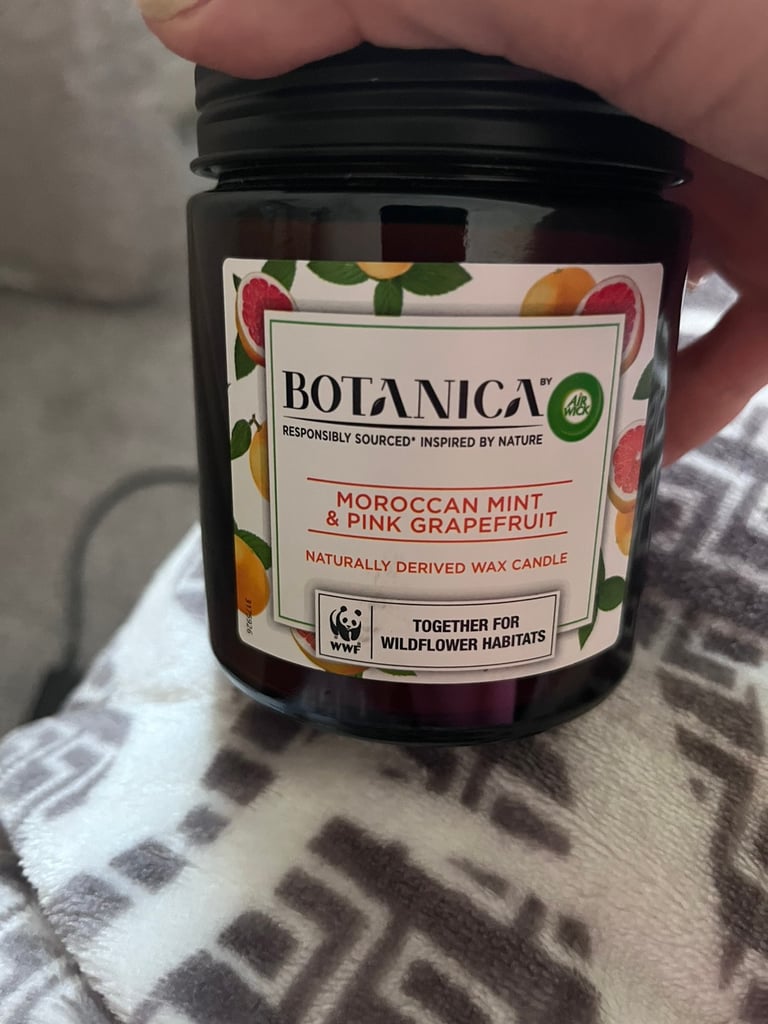 BOTANICA BY
AIR WICK
RESPONSIBLY SOURCED* INSPIRED BY NATURE
MOROCCAN MINT
& PINK GRAPEFRUIT
NATURALLY DERIVED WAX CANDLE
WWF®
TOGETHER FOR
WILDFLOWER HABITATS